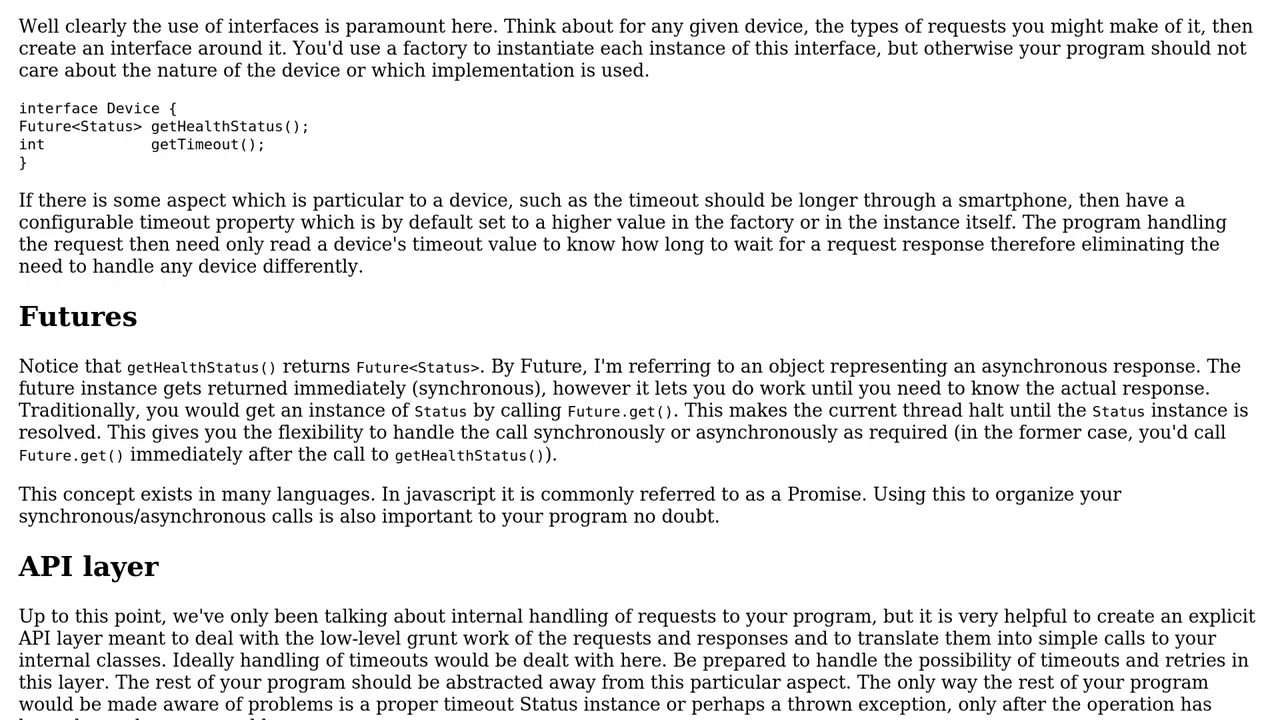 Well clearly the use of interfaces is paramount here. Think about for any given device, the types of requests you might make of it, then
create an interface around it. You'd use a factory to instantiate each instance of this interface, but otherwise your program should not
care about the nature of the device or which implementation is used.
interface Device {
Future<Status> getHealthStatus();
int            getTimeout();
}
If there is some aspect which is particular to a device, such as the timeout should be longer through a smartphone, then have a
configurable timeout property which is by default set to a higher value in the factory or in the instance itself. The program handling
the request then need only read a device's timeout value to know how long to wait for a request response therefore eliminating the
need to handle any device differently.
Futures
Notice that getHealthStatus() returns Future<Status>. By Future, I'm referring to an object representing an asynchronous response. The
future instance gets returned immediately (synchronous), however it lets you do work until you need to know the actual response.
Traditionally, you would get an instance of Status by calling Future.get(). This makes the current thread halt until the Status instance is
resolved. This gives you the flexibility to handle the call synchronously or asynchronously as required (in the former case, you'd call
Future.get() immediately after the call to getHealthStatus()).
This concept exists in many languages. In javascript it is commonly referred to as a Promise. Using this to organize your
synchronous/asynchronous calls is also important to your program no doubt.
API layer
Up to this point, we've only been talking about internal handling of requests to your program, but it is very helpful to create an explicit
API layer meant to deal with the low-level grunt work of the requests and responses and to translate them into simple calls to your
internal classes. Ideally handling of timeouts would be dealt with here. Be prepared to handle the possibility of timeouts and retries in
this layer. The rest of your program should be abstracted away from this particular aspect. The only way the rest of your program
would be made aware of problems is a proper timeout Status instance or perhaps a thrown exception, only after the operation has